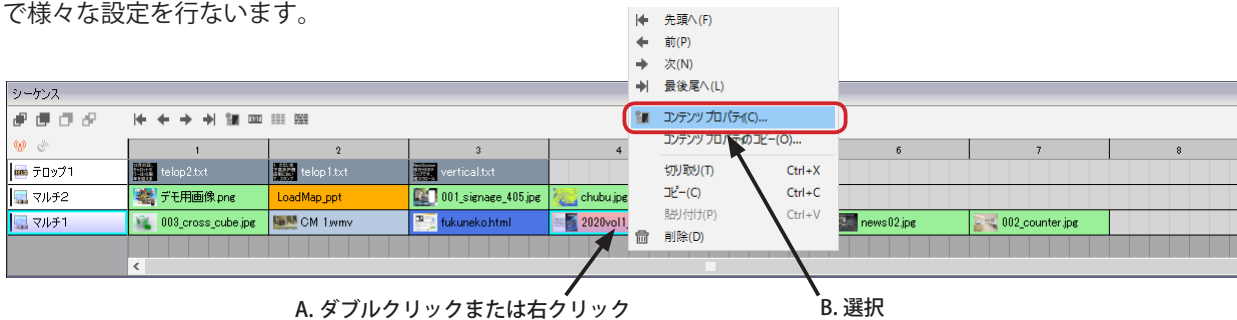 で様々な設定を行ないます。
先頭へ(F)
前(P)
次(N)
最後尾へ(L)
コンテンツ プロパティ(C)...
コンテンツ プロパティのコピー(O)...
切り取り(T) Ctrl+X
コピー(C) Ctrl+C
貼り付け(P) Ctrl+V
削除(D)
シーケンス
1 2 3 4 6 7 8
テロップ1 telop2.txt telop1.txt vertical.txt
マルチ2 デモ用画像.png LoadMap_.ppt 001_signage_405.jpg chubu.jpg
マルチ1 003_cross_cube.jpg CM 1.wmv fukuneko.html 2020vol1 news02.jpg 002_counter.jpg
A. ダブルクリックまたは右クリック
B. 選択